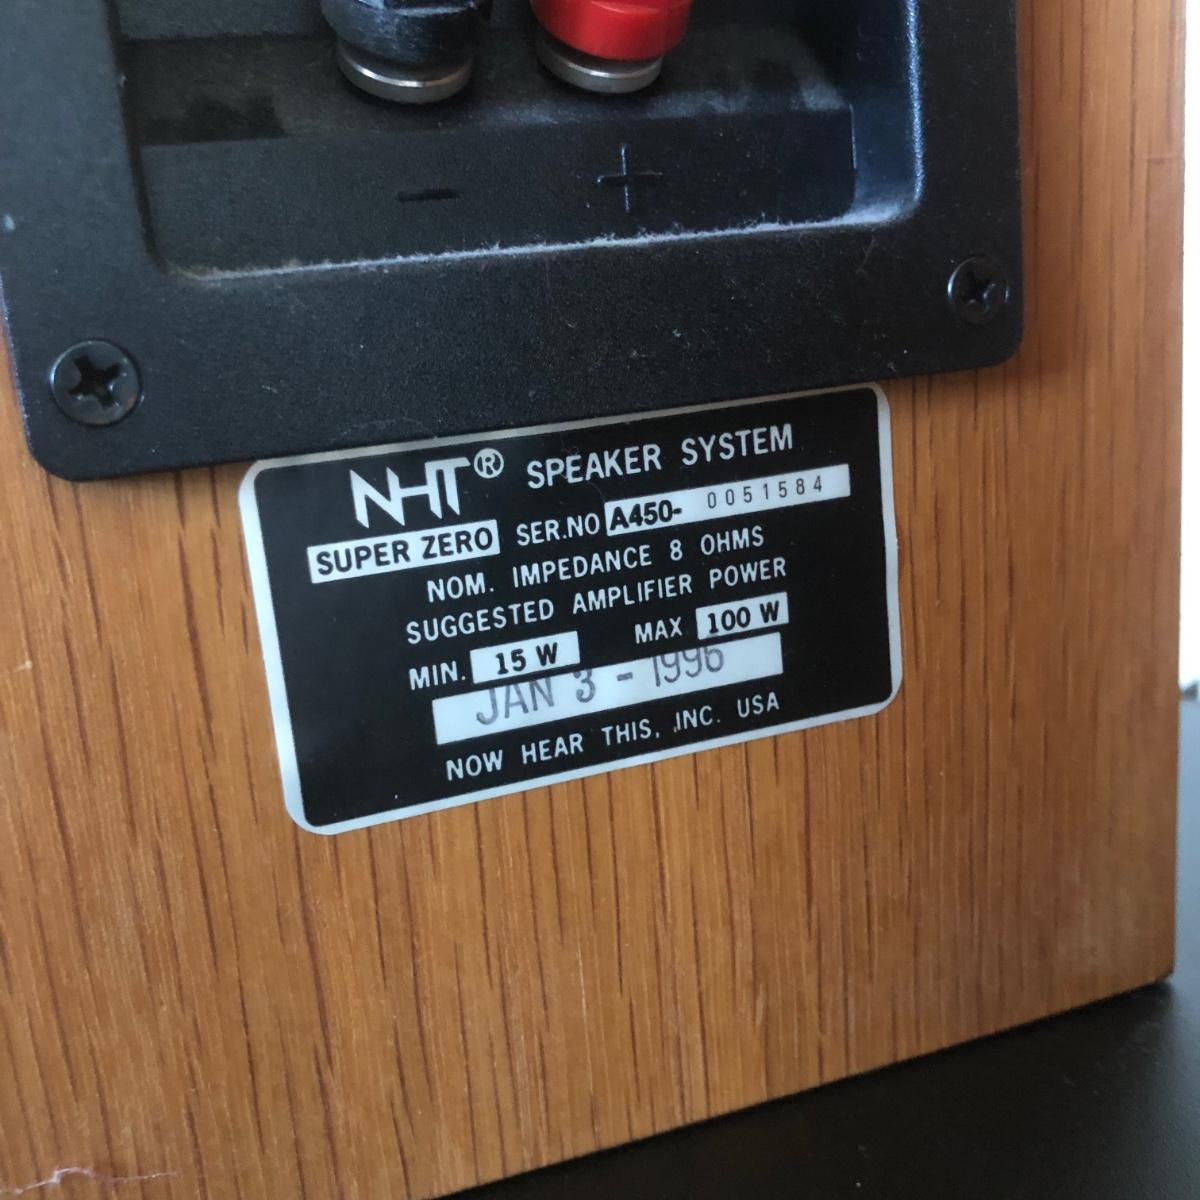 - +
NHT® SPEAKER SYSTEM
SUPER ZERO SER.NO A450- 0051584
NOM. IMPEDANCE 8 OHMS
SUGGESTED AMPLIFIER POWER
MIN. 15 W MAX 100 W
JAN 3 - 1996
NOW HEAR THIS, INC. USA